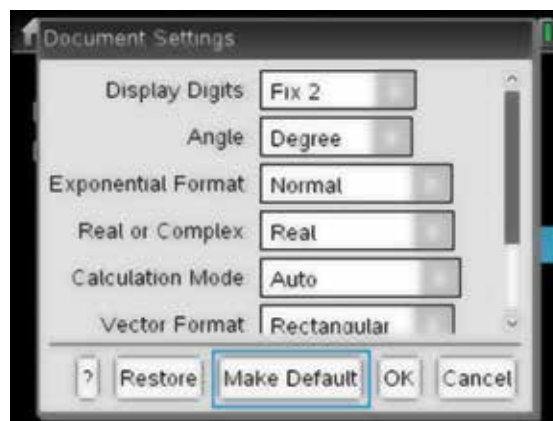 Document Settings
Display Digits Fix 2
Angle Degree
Exponential Format Normal
Real or Complex Real
Calculation Mode Auto
Vector Format Rectangular
? Restore Make Default OK Cancel